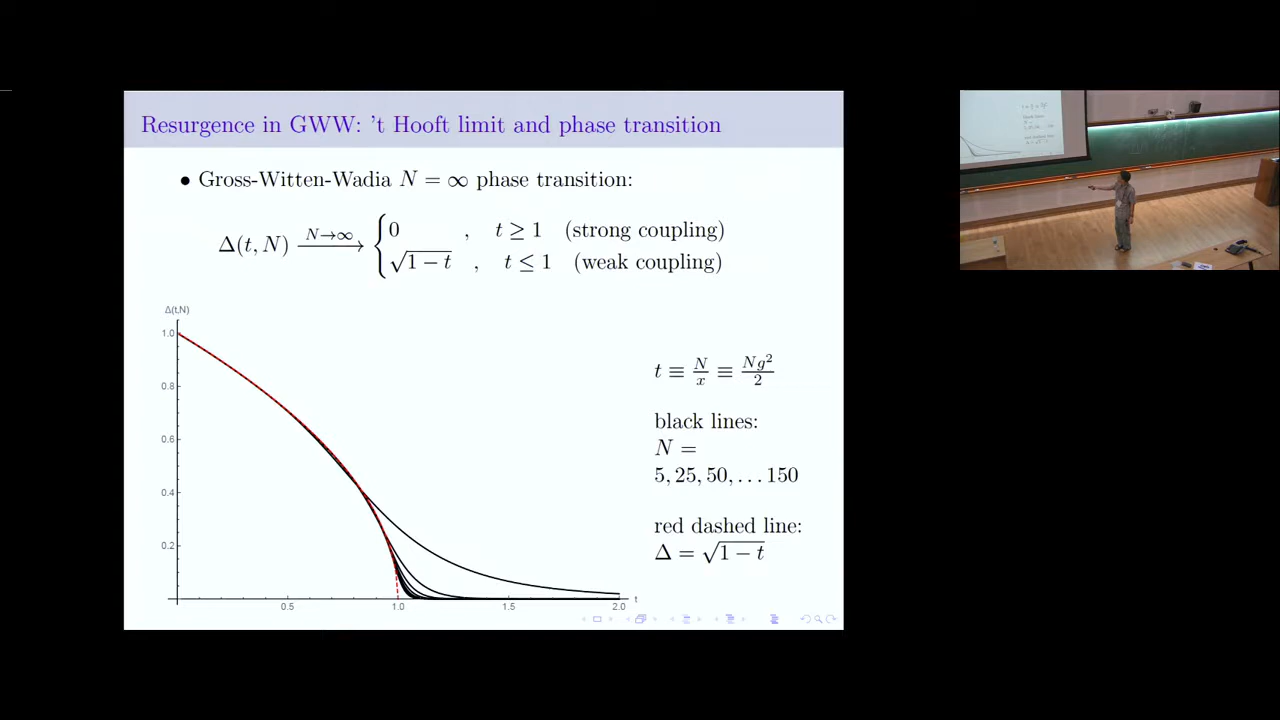 Resurgence in GWW: 't Hooft limit and phase transition
• Gross-Witten-Wadia N = ∞ phase transition:
Δ(t, N) N→∞ → { 0 , t ≥ 1 (strong coupling)
√1 − t , t ≤ 1 (weak coupling)
Δ(t,N)
1.0
0.8
0.6
0.4
0.2
0.5 1.0 1.5 2.0 t
t ≡ N/x ≡ Ng²/2
black lines:
N =
5, 25, 50, . . . 150
red dashed line:
Δ = √1 − t